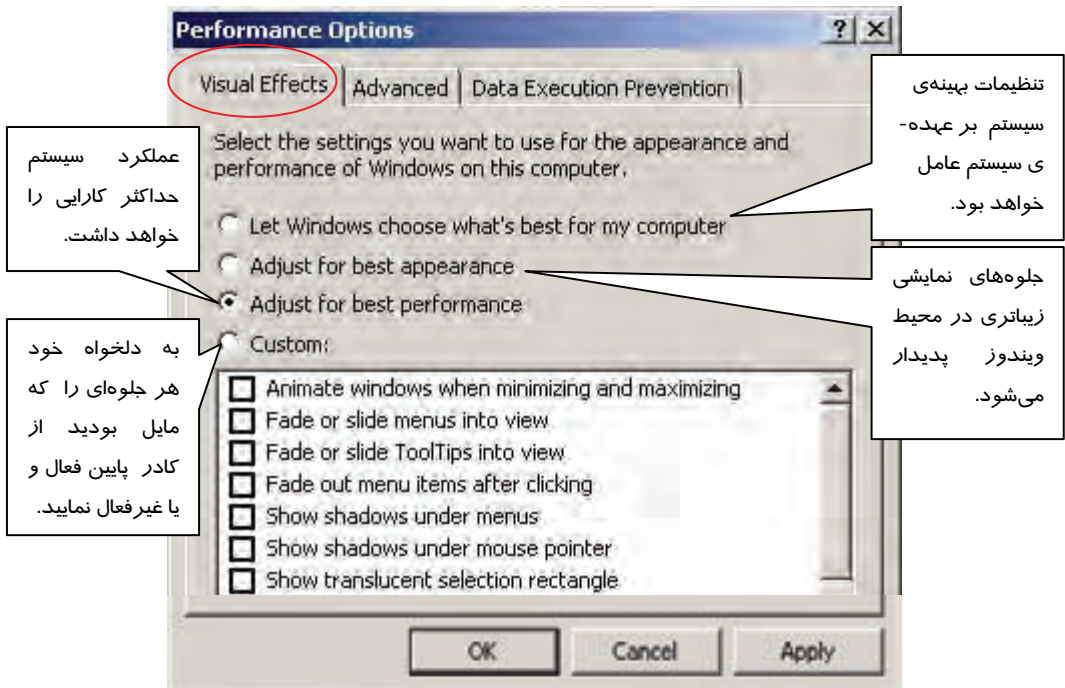 Performance Options
Visual Effects
Advanced
Data Execution Prevention
Select the settings you want to use for the appearance and
performance of Windows on this computer.
Let Windows choose what's best for my computer
Adjust for best appearance
Adjust for best performance
Custom:
Animate windows when minimizing and maximizing
Fade or slide menus into view
Fade or slide ToolTips into view
Fade out menu items after clicking
Show shadows under menus
Show shadows under mouse pointer
Show translucent selection rectangle
OK
Cancel
Apply
تنظیمات بهینه‌ی
سیستم بر عهده-
ی سیستم عامل
خواهد بود.
عملکرد سیستم
حداکثر کارایی را
خواهد داشت.
جلوه‌های نمایشی
زیباتری در محیط
ویندوز پدیدار
می‌شود.
به دلخواه خود
هر جلوه‌ای را که
مایل بودید از
کادر پایین فعال و
یا غیرفعال نمایید.